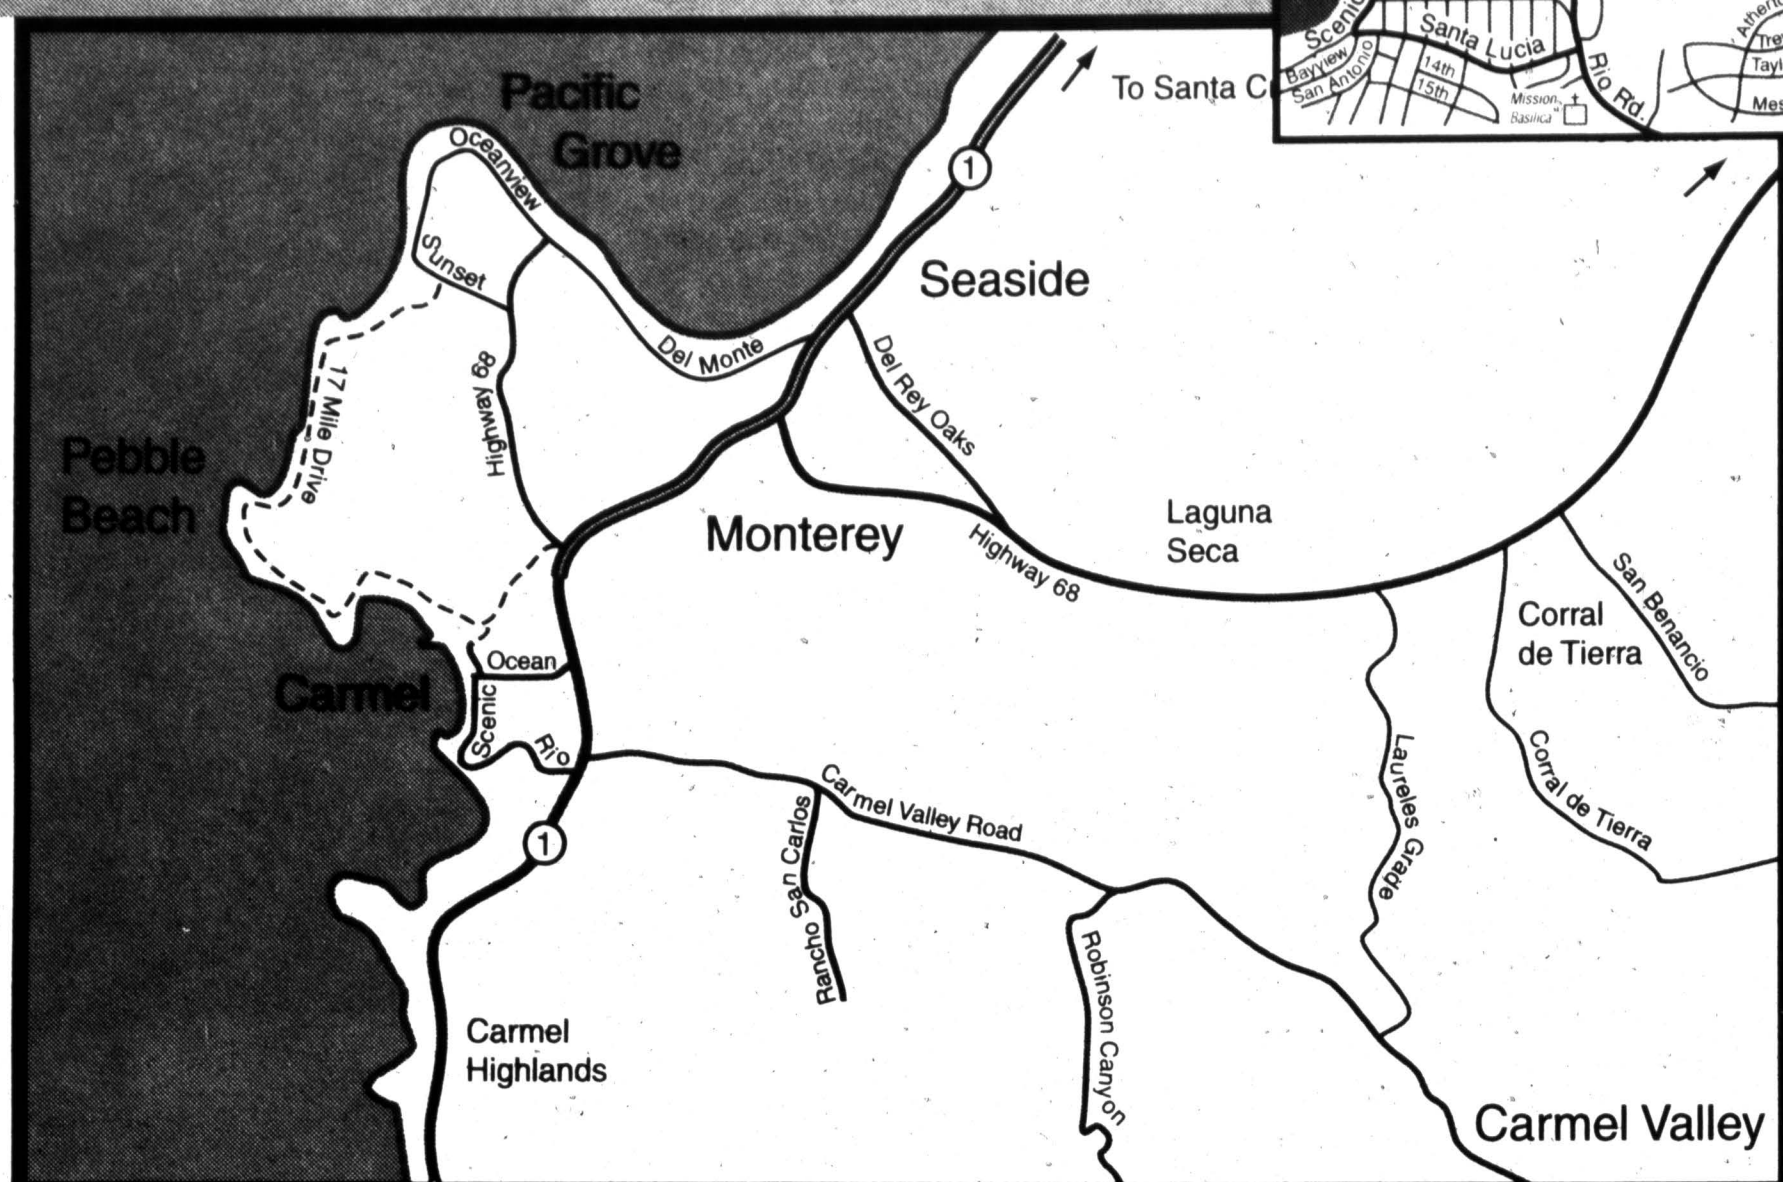 Scenic
Santa Lucia
Bayview
San Antonio
14th
15th
Mission
Basilica
Rio Rd.
Pacific
Grove
To Santa
Oceanview
1
Sunset
Seaside
Del Monte
Del Rey Oaks
17 Mile Drive
Highway 68
Pebble
Beach
Monterey
Highway 68
Laguna
Seca
San Benancio
Corral
de Tierra
Ocean
Carmel
Scenic
Rio
Carmel Valley Road
Laureles Grade
Corral de Tierra
Rancho San Carlos
1
Robinson Canyon
Carmel
Highlands
Carmel Valley